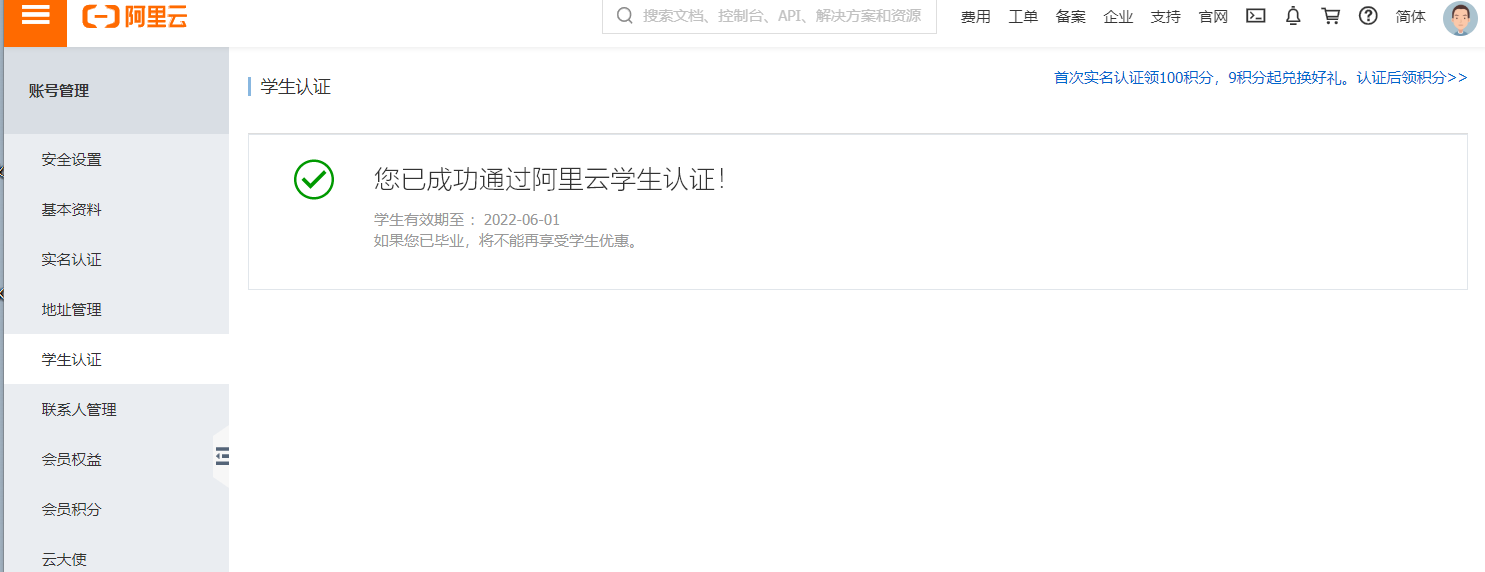 阿里云
搜索文档、控制台、API、解决方案和资源
费用 工单 备案 企业 支持 官网 简体
账号管理
安全设置
基本资料
实名认证
地址管理
学生认证
联系人管理
会员权益
会员积分
云大使
学生认证
首次实名认证领100积分，9积分起兑换好礼。认证后领积分>>
您已成功通过阿里云学生认证！
学生有效期至 ：2022-06-01
如果您已毕业，将不能再享受学生优惠。